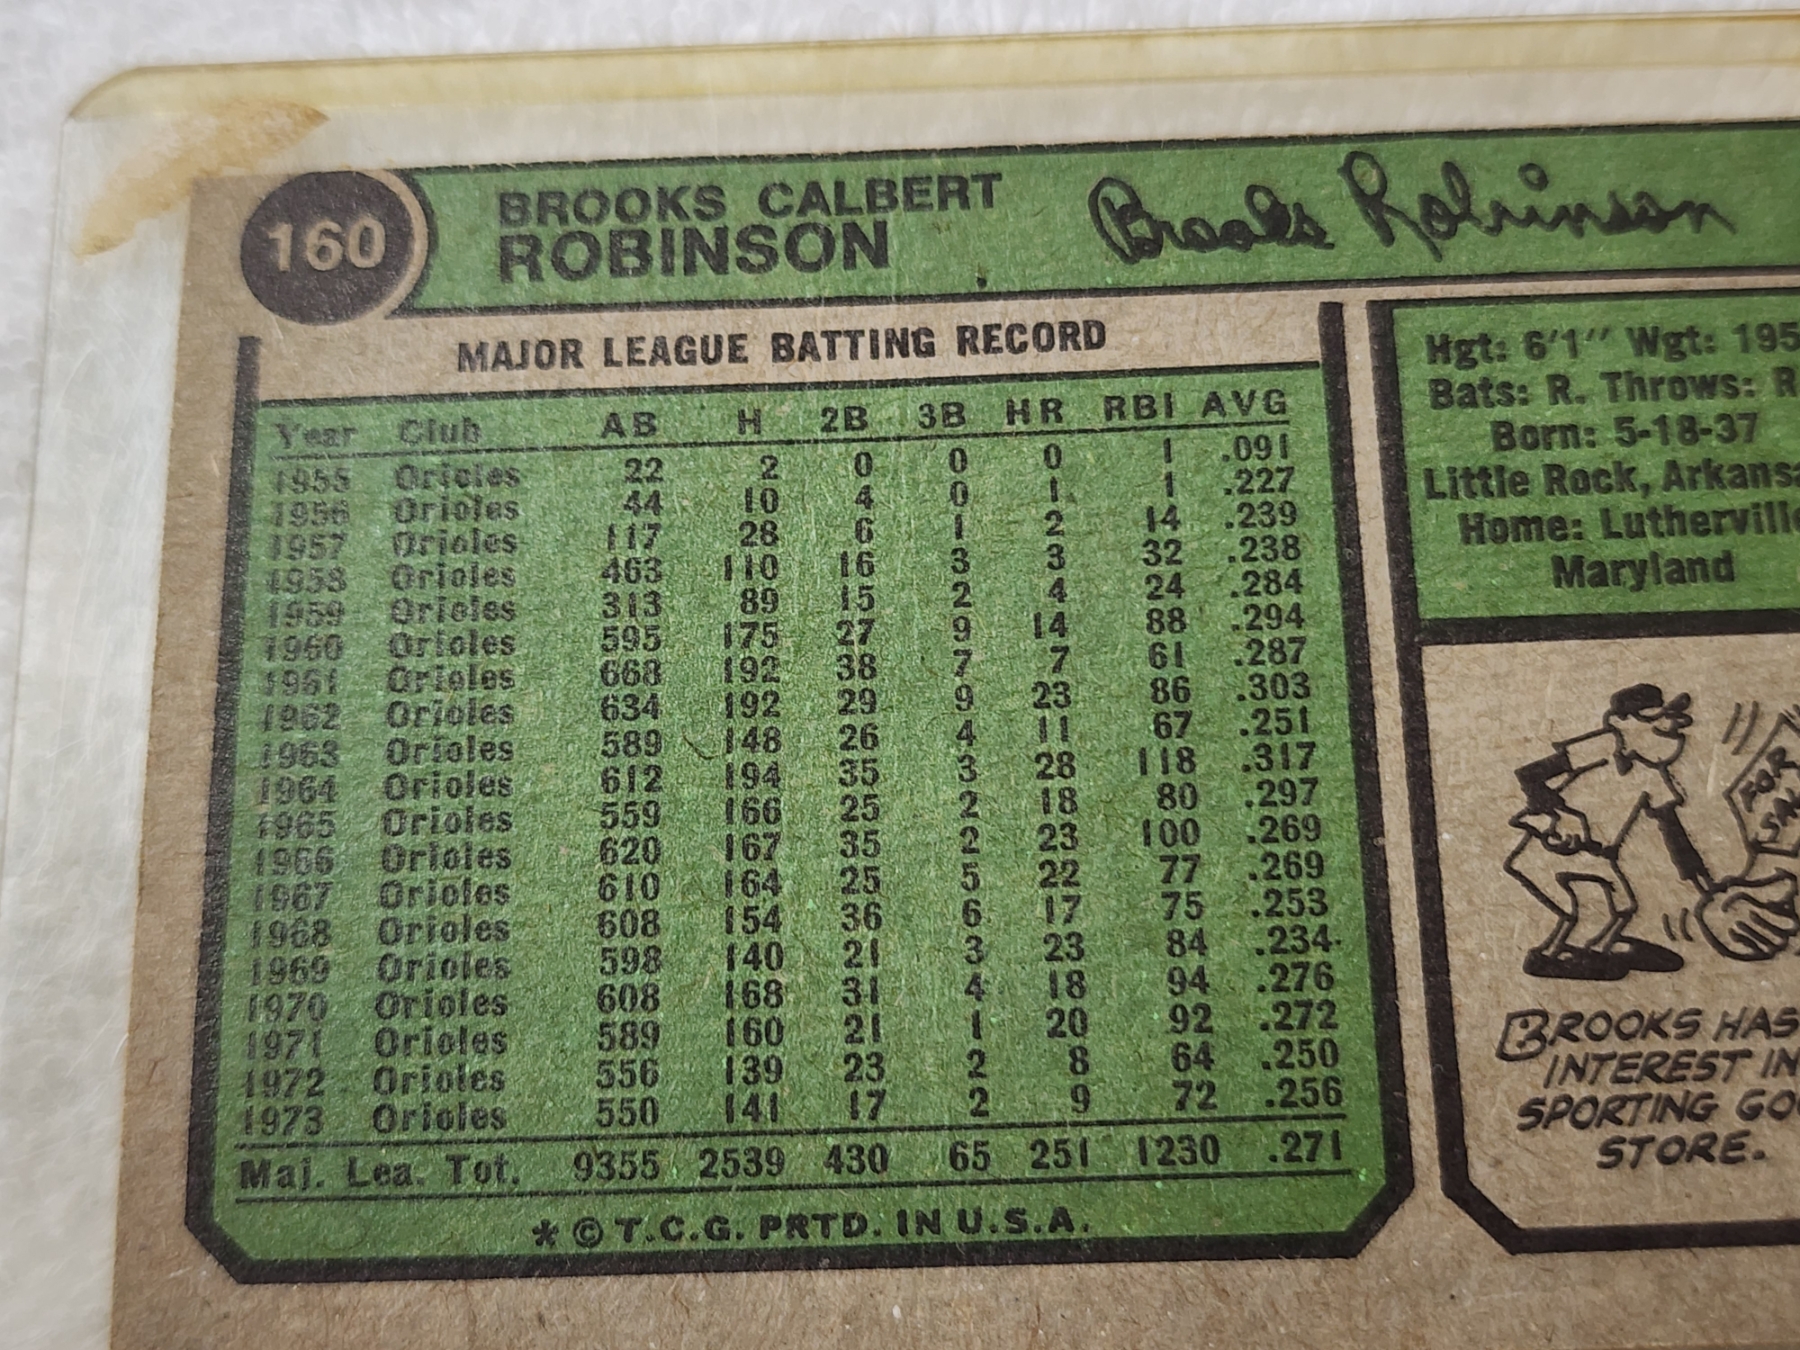 160
BROOKS CALBERT
ROBINSON
Brooks Robinson
MAJOR LEAGUE BATTING RECORD
Year Club AB H 2B 3B HR RBI AVG
1955 Orioles 22 2 0 0 0 1 .091
1956 Orioles 44 10 4 0 1 1 .227
1957 Orioles 117 28 6 1 2 14 .239
1958 Orioles 463 110 16 3 3 32 .238
1959 Orioles 313 89 15 2 4 24 .284
1960 Orioles 595 175 27 9 14 88 .294
1961 Orioles 668 192 38 7 7 61 .287
1962 Orioles 634 192 29 9 23 86 .303
1963 Orioles 589 148 26 4 11 67 .251
1964 Orioles 612 194 35 3 28 118 .317
1965 Orioles 559 166 25 2 18 80 .297
1966 Orioles 620 167 35 2 23 100 .269
1967 Orioles 610 164 25 5 22 77 .269
1968 Orioles 608 154 36 6 17 75 .253
1969 Orioles 598 140 21 3 23 84 .234
1970 Orioles 608 168 31 4 18 94 .276
1971 Orioles 589 160 21 1 20 92 .272
1972 Orioles 556 139 23 2 8 64 .250
1973 Orioles 550 141 17 2 9 72 .256
Maj. Lea. Tot. 9355 2539 430 65 251 1230 .271
* © T.C.G. PRTD. IN U.S.A.
Hgt: 6'1" Wgt: 195
Bats: R. Throws: R
Born: 5-18-37
Little Rock, Arkansa
Home: Lutherville
Maryland
FOR
SA
BROOKS HAS
INTEREST IN
SPORTING GO
STORE.